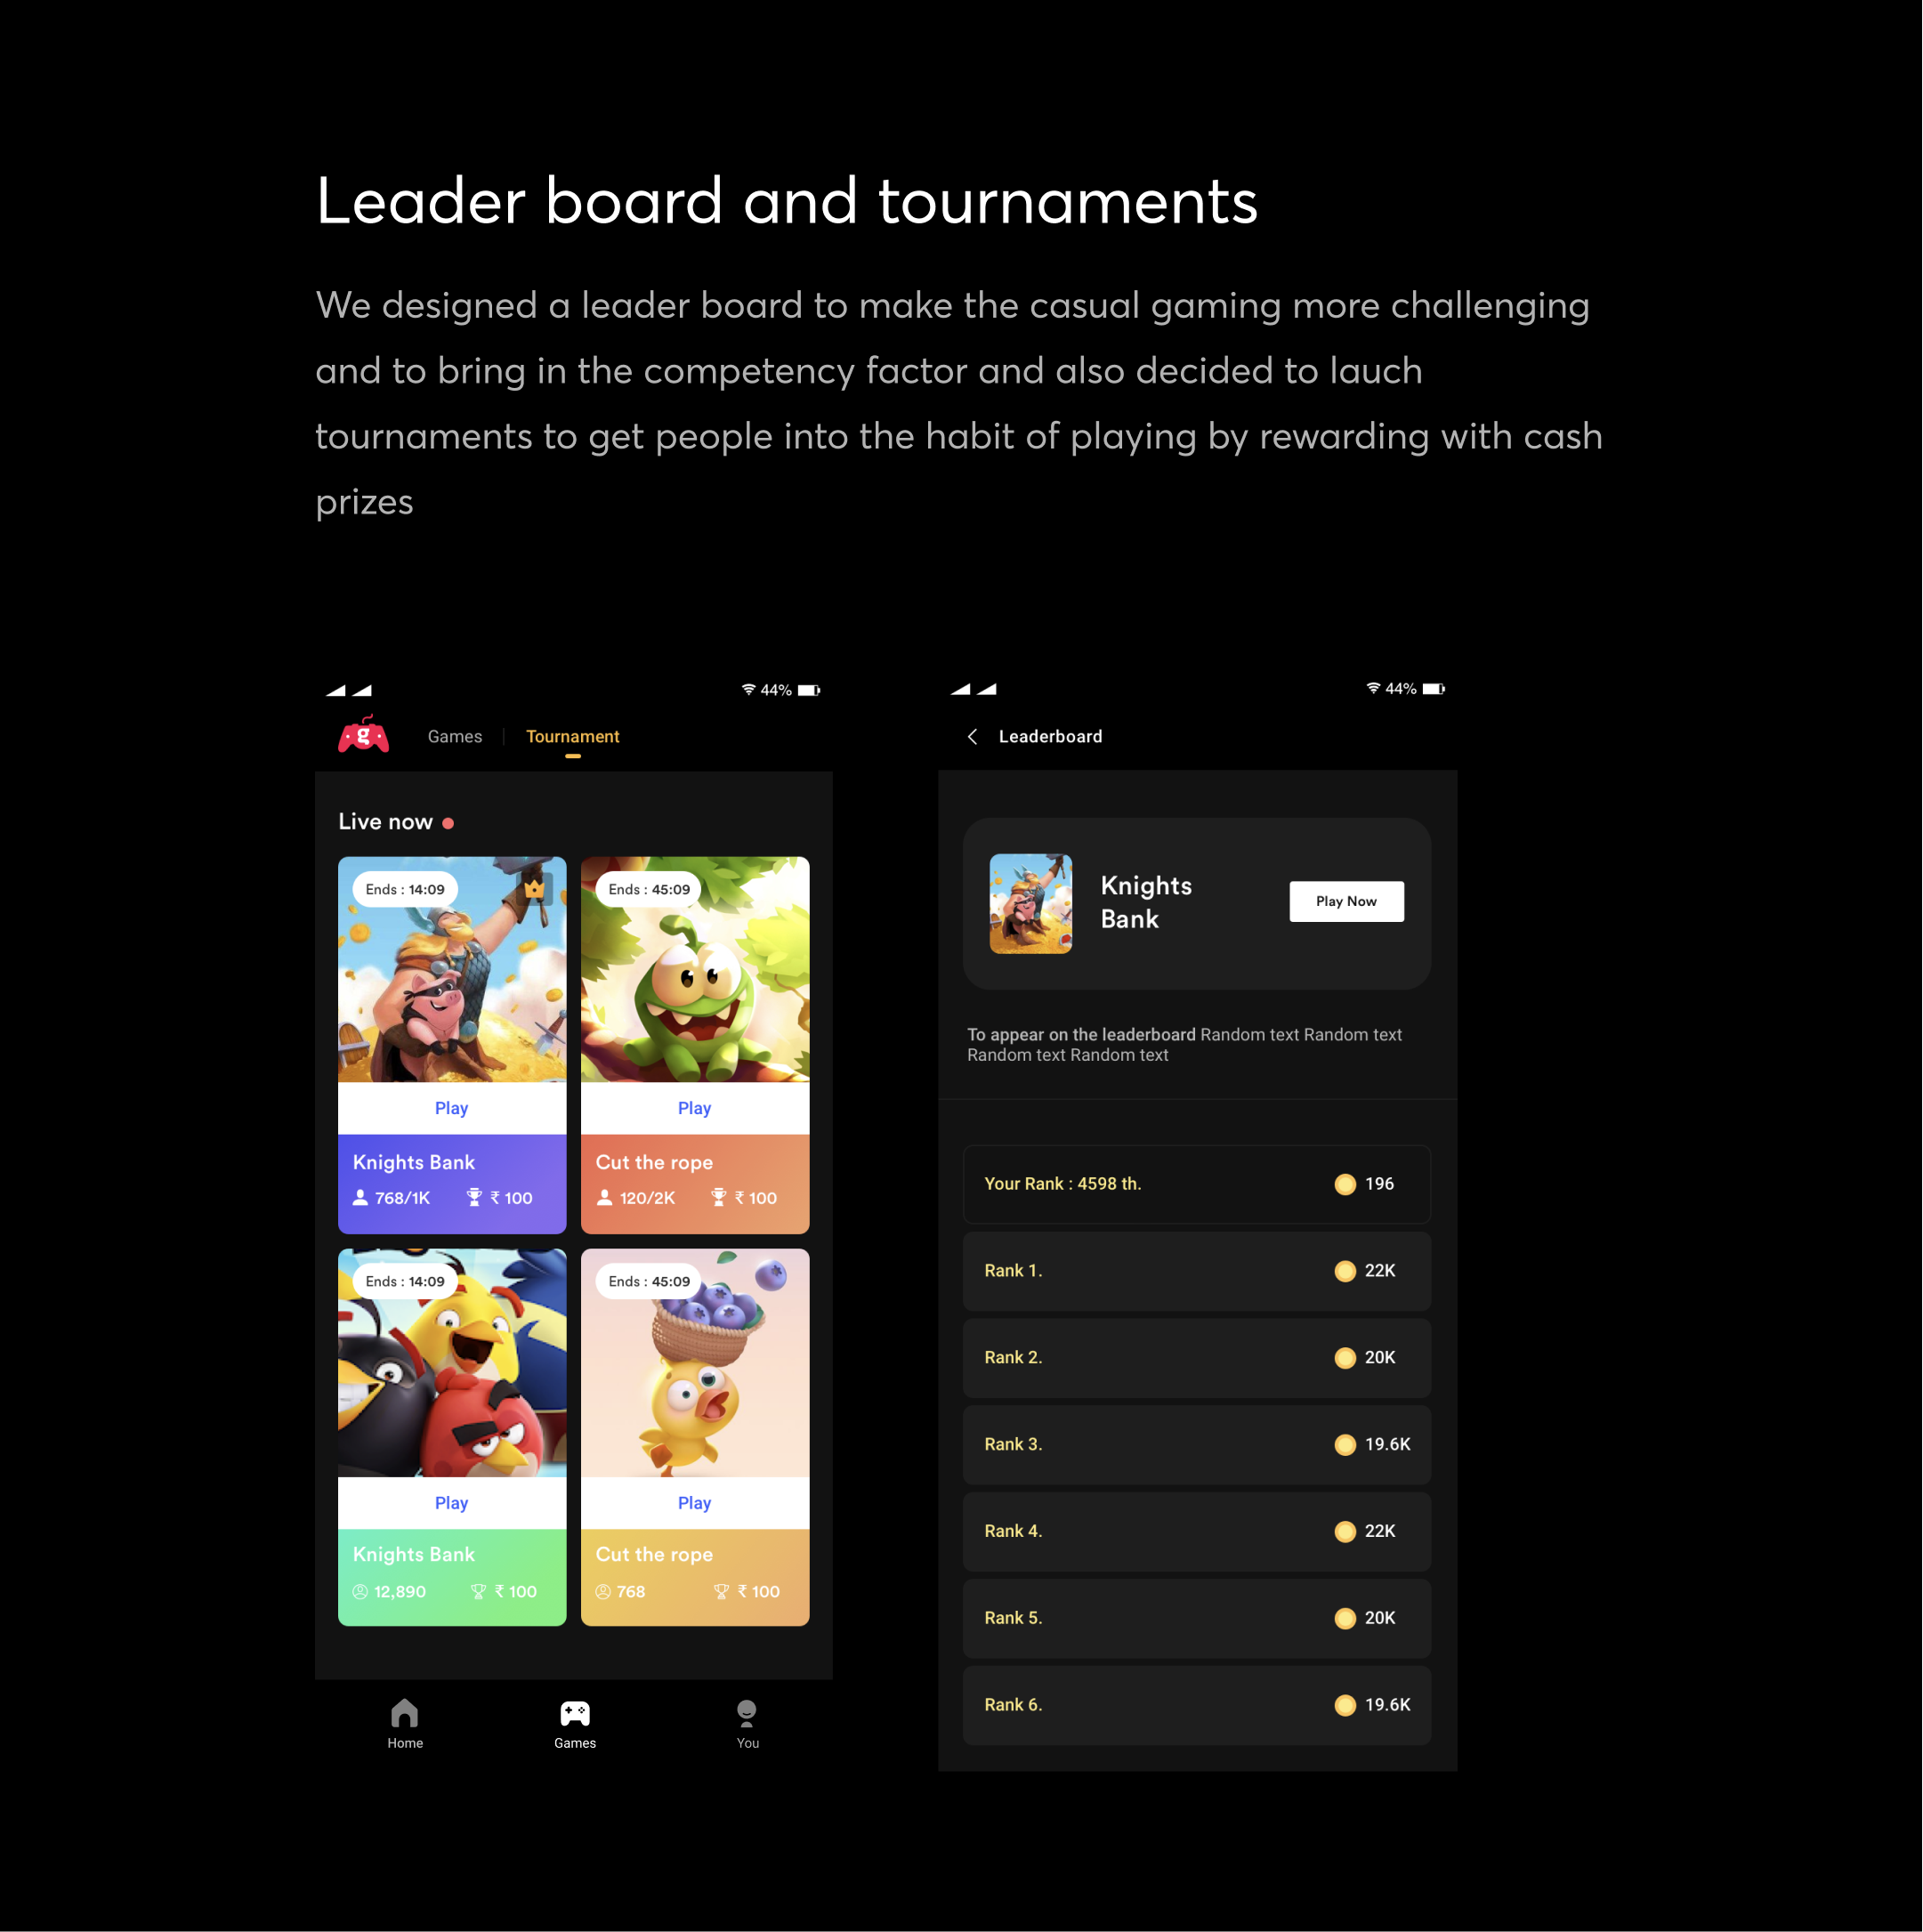 Leader board and tournaments
We designed a leader board to make the casual gaming more challenging
and to bring in the competency factor and also decided to lauch
tournaments to get people into the habit of playing by rewarding with cash
prizes
44%
g
Games
Tournament
Live now
Ends : 14:09
Ends : 45:09
Play
Play
Knights Bank
Cut the rope
768/1K
₹ 100
120/2K
₹ 100
Ends : 14:09
Ends : 45:09
Play
Play
Knights Bank
Cut the rope
12,890
₹ 100
768
₹ 100
Home
Games
You
44%
Leaderboard
Knights
Bank
Play Now
To appear on the leaderboard Random text Random text
Random text Random text
Your Rank : 4598 th.
196
Rank 1.
22K
Rank 2.
20K
Rank 3.
19.6K
Rank 4.
22K
Rank 5.
20K
Rank 6.
19.6K